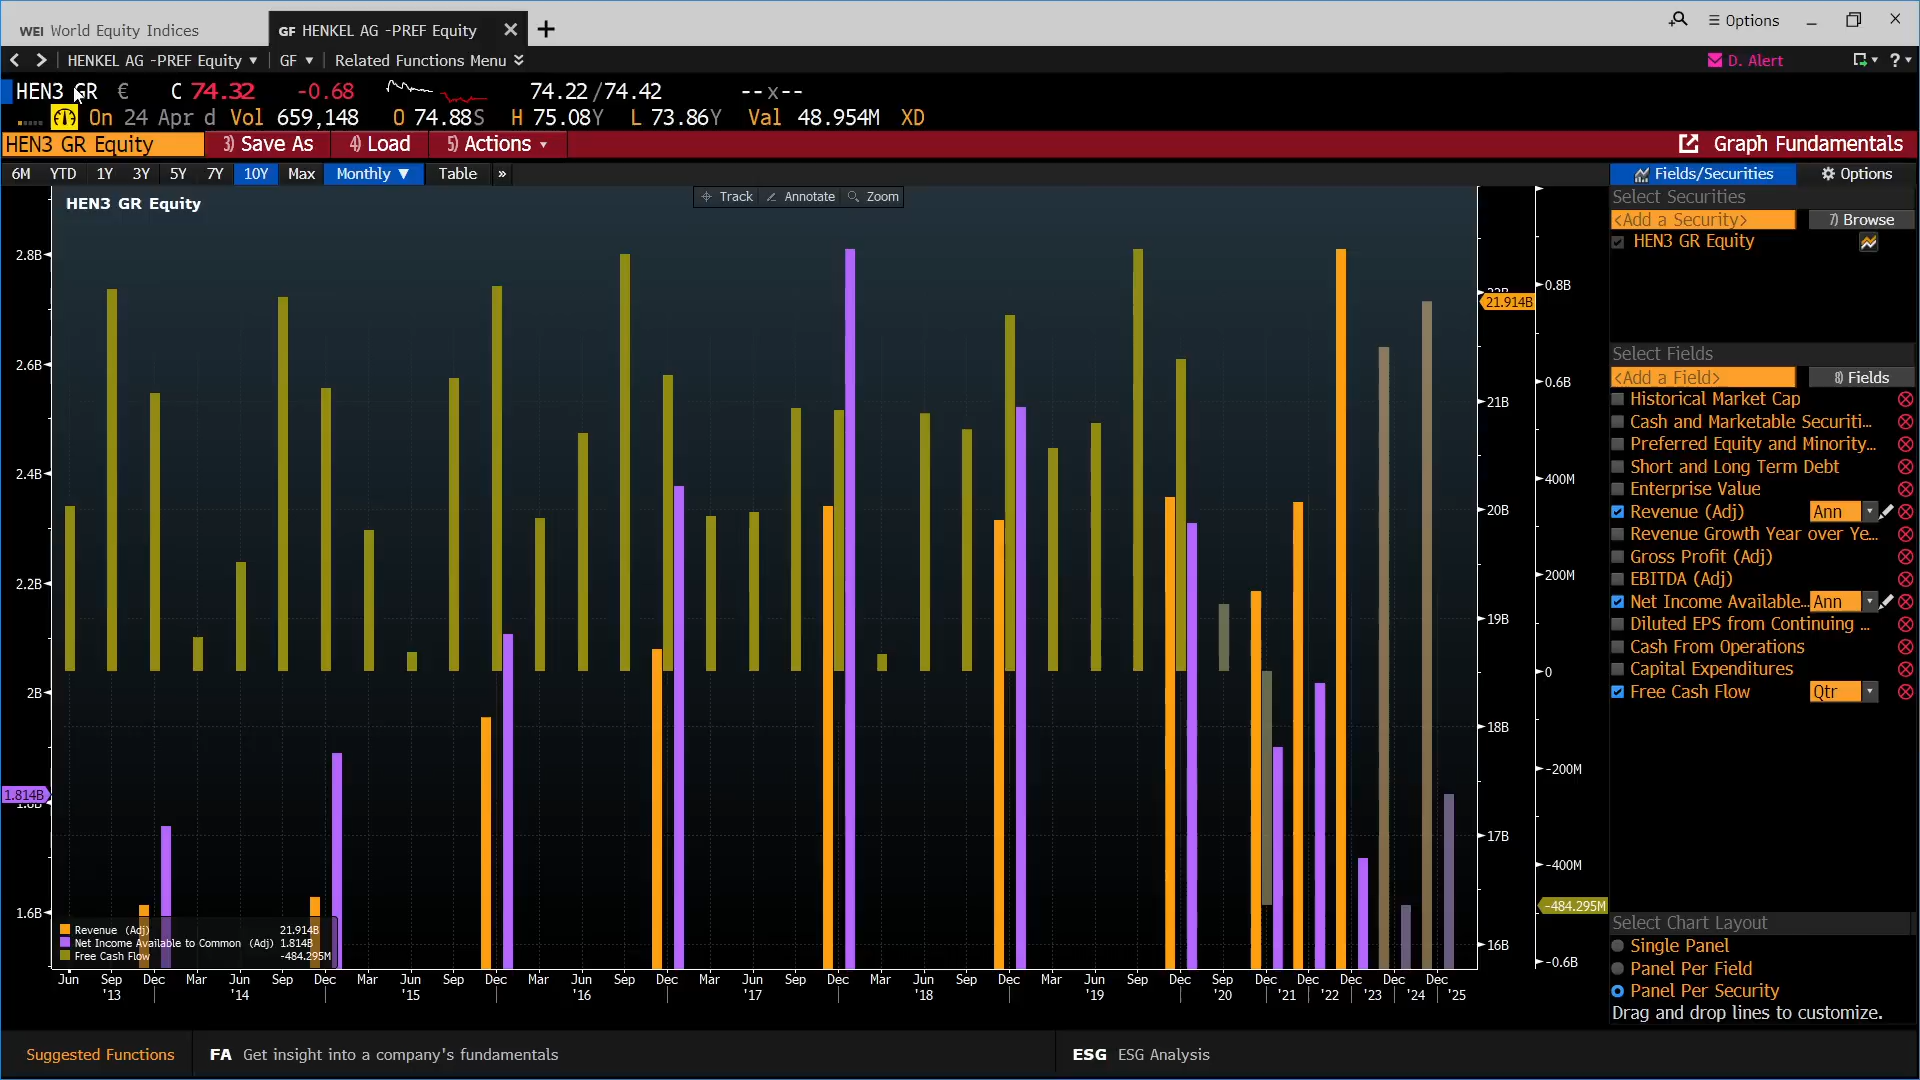 WEI World Equity Indices
GF HENKEL AG -PREF Equity
Options
HENKEL AG -PREF Equity GF Related Functions Menu
D. Alert ?
HEN3 GR € C 74.32 -0.68 74.22/74.42 --x--
On 24 Apr d Vol 659,148 O 74.88S H 75.08Y L 73.86Y Val 48.954M XD
HEN3 GR Equity 3) Save As 4) Load 5) Actions Graph Fundamentals
6M YTD 1Y 3Y 5Y 7Y 10Y Max Monthly ▼ Table »
Fields/Securities Options
HEN3 GR Equity
Track Annotate Zoom
2.8B
2.6B
2.4B
2.2B
2B
1.814B
1.6B
21.914B
21B
20B
19B
18B
17B
16B
0.8B
0.6B
400M
200M
0
-200M
-400M
-484.295M
-0.6B
Revenue (Adj) 21.914B
Net Income Available to Common (Adj) 1.814B
Free Cash Flow -484.295M
Jun Sep Dec Mar Jun Sep Dec Mar Jun Sep Dec Mar Jun Sep Dec Mar Jun Sep Dec Mar Jun Sep Dec Mar Jun Sep Dec Sep Dec Dec Dec Dec Dec
'13 '14 '15 '16 '17 '18 '19 '20 '21 '22 '23 '24 '25
Select Securities
<Add a Security> 7) Browse
HEN3 GR Equity
Select Fields
<Add a Field> 8) Fields
Historical Market Cap
Cash and Marketable Securiti...
Preferred Equity and Minority...
Short and Long Term Debt
Enterprise Value
Revenue (Adj) Ann
Revenue Growth Year over Ye...
Gross Profit (Adj)
EBITDA (Adj)
Net Income Available... Ann
Diluted EPS from Continuing ...
Cash From Operations
Capital Expenditures
Free Cash Flow Qtr
Select Chart Layout
Single Panel
Panel Per Field
Panel Per Security
Drag and drop lines to customize.
Suggested Functions FA Get insight into a company's fundamentals ESG ESG Analysis